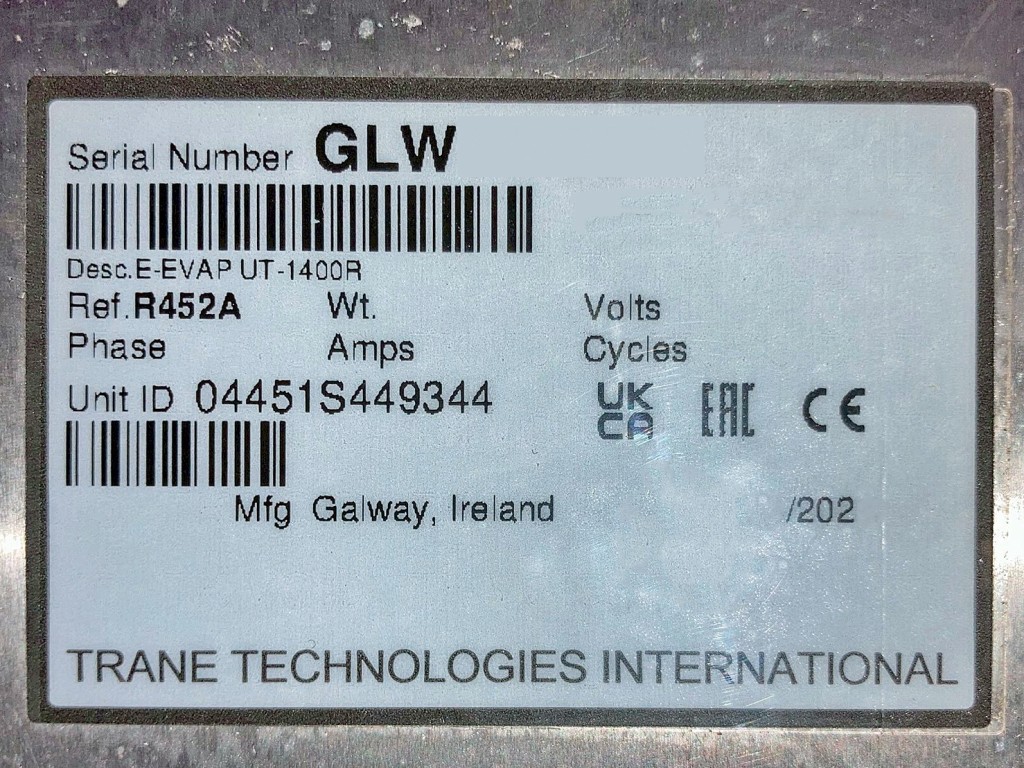 Serial Number GLW
Desc.E-EVAP UT-1400R
Ref.R452A Wt. Volts
Phase Amps Cycles
Unit ID 04451S449344 UK CA EAC CE
Mfg Galway, Ireland /202
TRANE TECHNOLOGIES INTERNATIONAL